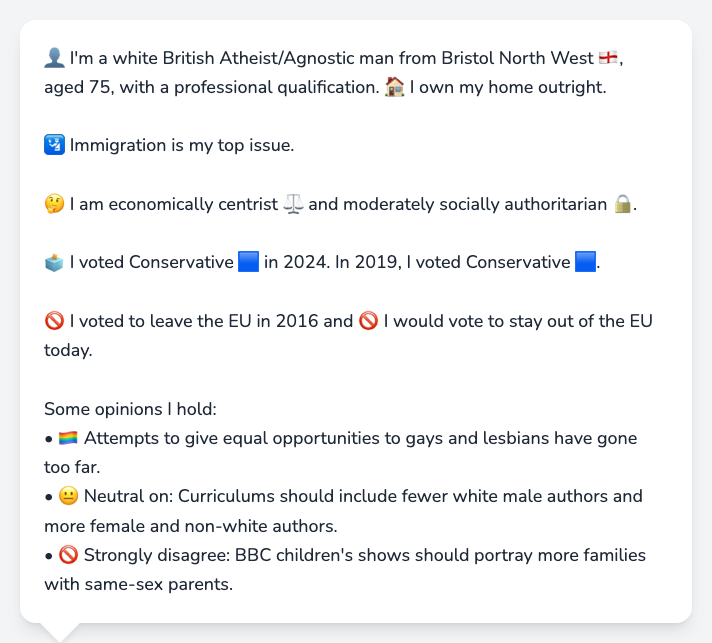 👤 I'm a white British Atheist/Agnostic man from Bristol North West 🏴󠁧󠁢󠁥󠁮󠁧󠁿,
aged 75, with a professional qualification. 🏠 I own my home outright.
🛂 Immigration is my top issue.
🤔 I am economically centrist ⚖️ and moderately socially authoritarian 🔒.
🗳️ I voted Conservative 🟦 in 2024. In 2019, I voted Conservative 🟦.
🚫 I voted to leave the EU in 2016 and 🚫 I would vote to stay out of the EU
today.
Some opinions I hold:
• 🏳️‍🌈 Attempts to give equal opportunities to gays and lesbians have gone
too far.
• 😐 Neutral on: Curriculums should include fewer white male authors and
more female and non-white authors.
• 🚫 Strongly disagree: BBC children's shows should portray more families
with same-sex parents.